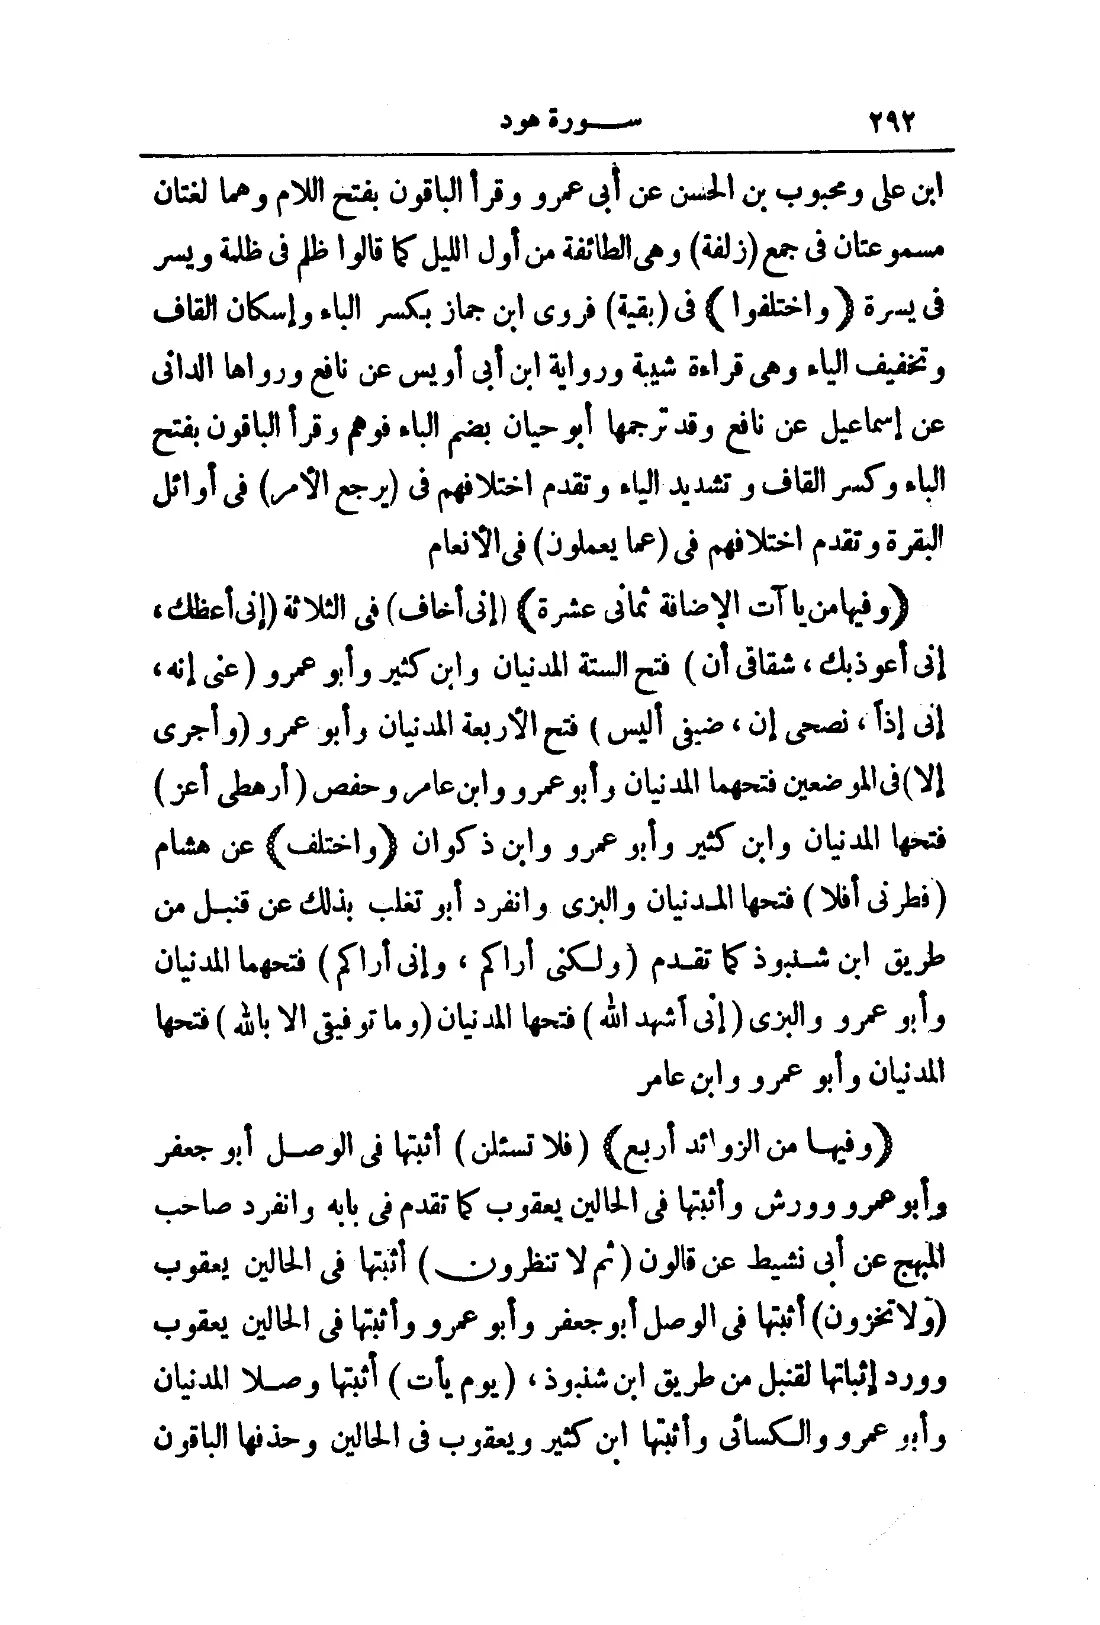 ٢٩٢ سورة هود
ابن على ومحبوب بن الحسن عن أبى عمرو وقرأ الباقون بفتح اللام وهما لغتان
مسموعتان فى جمع (زلفة) وهى الطائفة من أول الليل كما قالوا ظلم فى ظلمة ويسر
فى يسرة (واختلفوا) فى (بقية) فروى ابن جماز بكسر الباء وإسكان القاف
وتخفيف الياء وهى قراءة شيبة ورواية ابن أبى أويس عن نافع ورواها الدانى
عن إسماعيل عن نافع وقد ترجمها أبو حيان بضم الباء فوهم وقرأ الباقون بفتح
الباء وكسر القاف وتشديد الياء وتقدم اختلافهم فى (يرجع الأمر) فى أوائل
البقرة وتقدم اختلافهم فى (عما يعملون) فى الأنعام
(وفيها من ياآت الإضافة ثمانى عشرة) (إنى أخاف) فى الثلاثة (إنى أعظك،
إنى أعوذ بك، شقاقى أن) فتح الستة المدنيان وابن كثير وأبو عمرو (عنى إنه،
إنى إذاً، نصحى إن، ضيفى أليس) فتح الأربعة المدنيان وأبو عمرو (وأجرى
إلا) فى الموضعين فتحهما المدنيان وأبو عمرو وابن عامر وحفص (أرهطى أعز)
فتحها المدنيان وابن كثير وأبو عمرو وابن ذكوان (واختلف) عن هشام
(فطرنى أفلا) فتحها المدنيان والبزى وانفرد أبو تغلب بذلك عن قنبل من
طريق ابن شنبوذ كما تقدم (ولكنى أراكم، وإنى أراكم) فتحهما المدنيان
وأبو عمرو والبزى (إنى أشهد الله) فتحها المدنيان (وما توفيقى الا بالله) فتحها
المدنيان وأبو عمرو وابن عامر
(وفيها من الزوائد أربع) (فلا تسئلن) أثبتها فى الوصل أبو جعفر
وأبو عمرو وورش وأثبتها فى الحالين يعقوب كما تقدم فى بابه وانفرد صاحب
المبهج عن أبى نشيط عن قالون (ثم لا تنظرون) أثبتها فى الحالين يعقوب
(ولا تخزون) أثبتها فى الوصل أبو جعفر وأبو عمرو وأثبتها فى الحالين يعقوب
وورد إثباتها لقنبل من طريق ابن شنبوذ، (يوم يأت) أثبتها وصلا المدنيان
وأبو عمرو والكسائى وأثبتها ابن كثير ويعقوب فى الحالين وحذفها الباقون